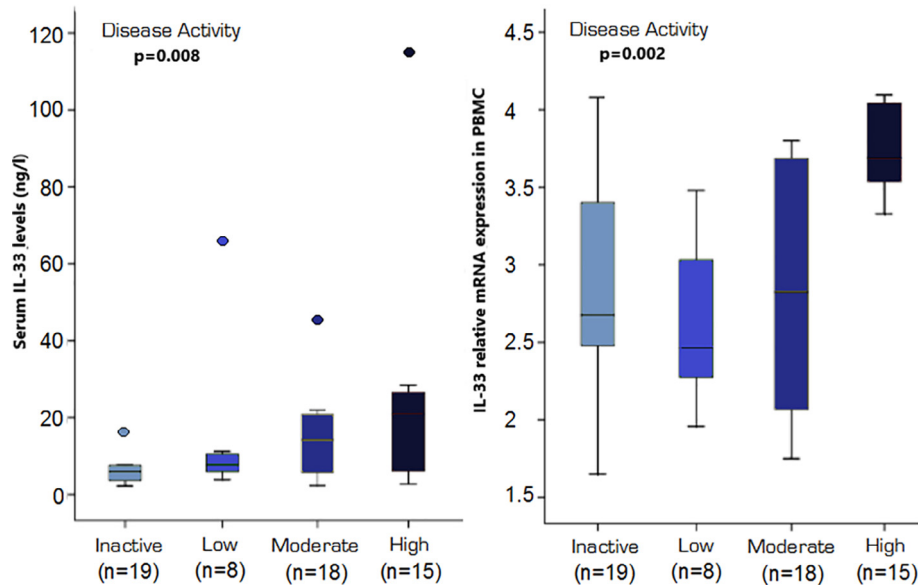 Disease Activity
p=0.008
Serum IL-33 levels (ng/l)
120
100
80
60
40
20
0
Inactive
(n=19)
Low
(n=8)
Moderate
(n=18)
High
(n=15)
Disease Activity
p=0.002
IL-33 relative mRNA expression in PBMC
4.5
4
3.5
3
2.5
2
1.5
Inactive
(n=19)
Low
(n=8)
Moderate
(n=18)
High
(n=15)